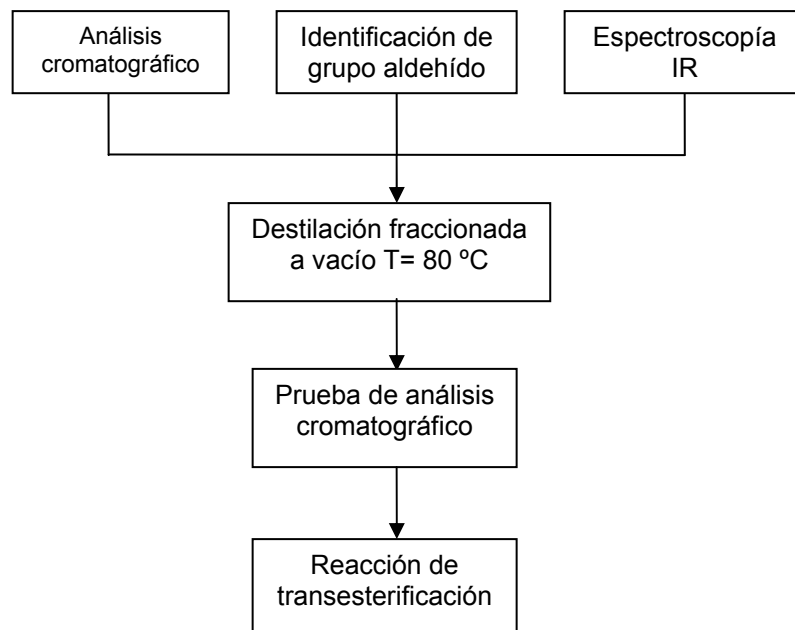 Análisis
cromatográfico
Identificación de
grupo aldehído
Espectroscopía
IR
Destilación fraccionada
a vacío T= 80 ºC
Prueba de análisis
cromatográfico
Reacción de
transesterificación